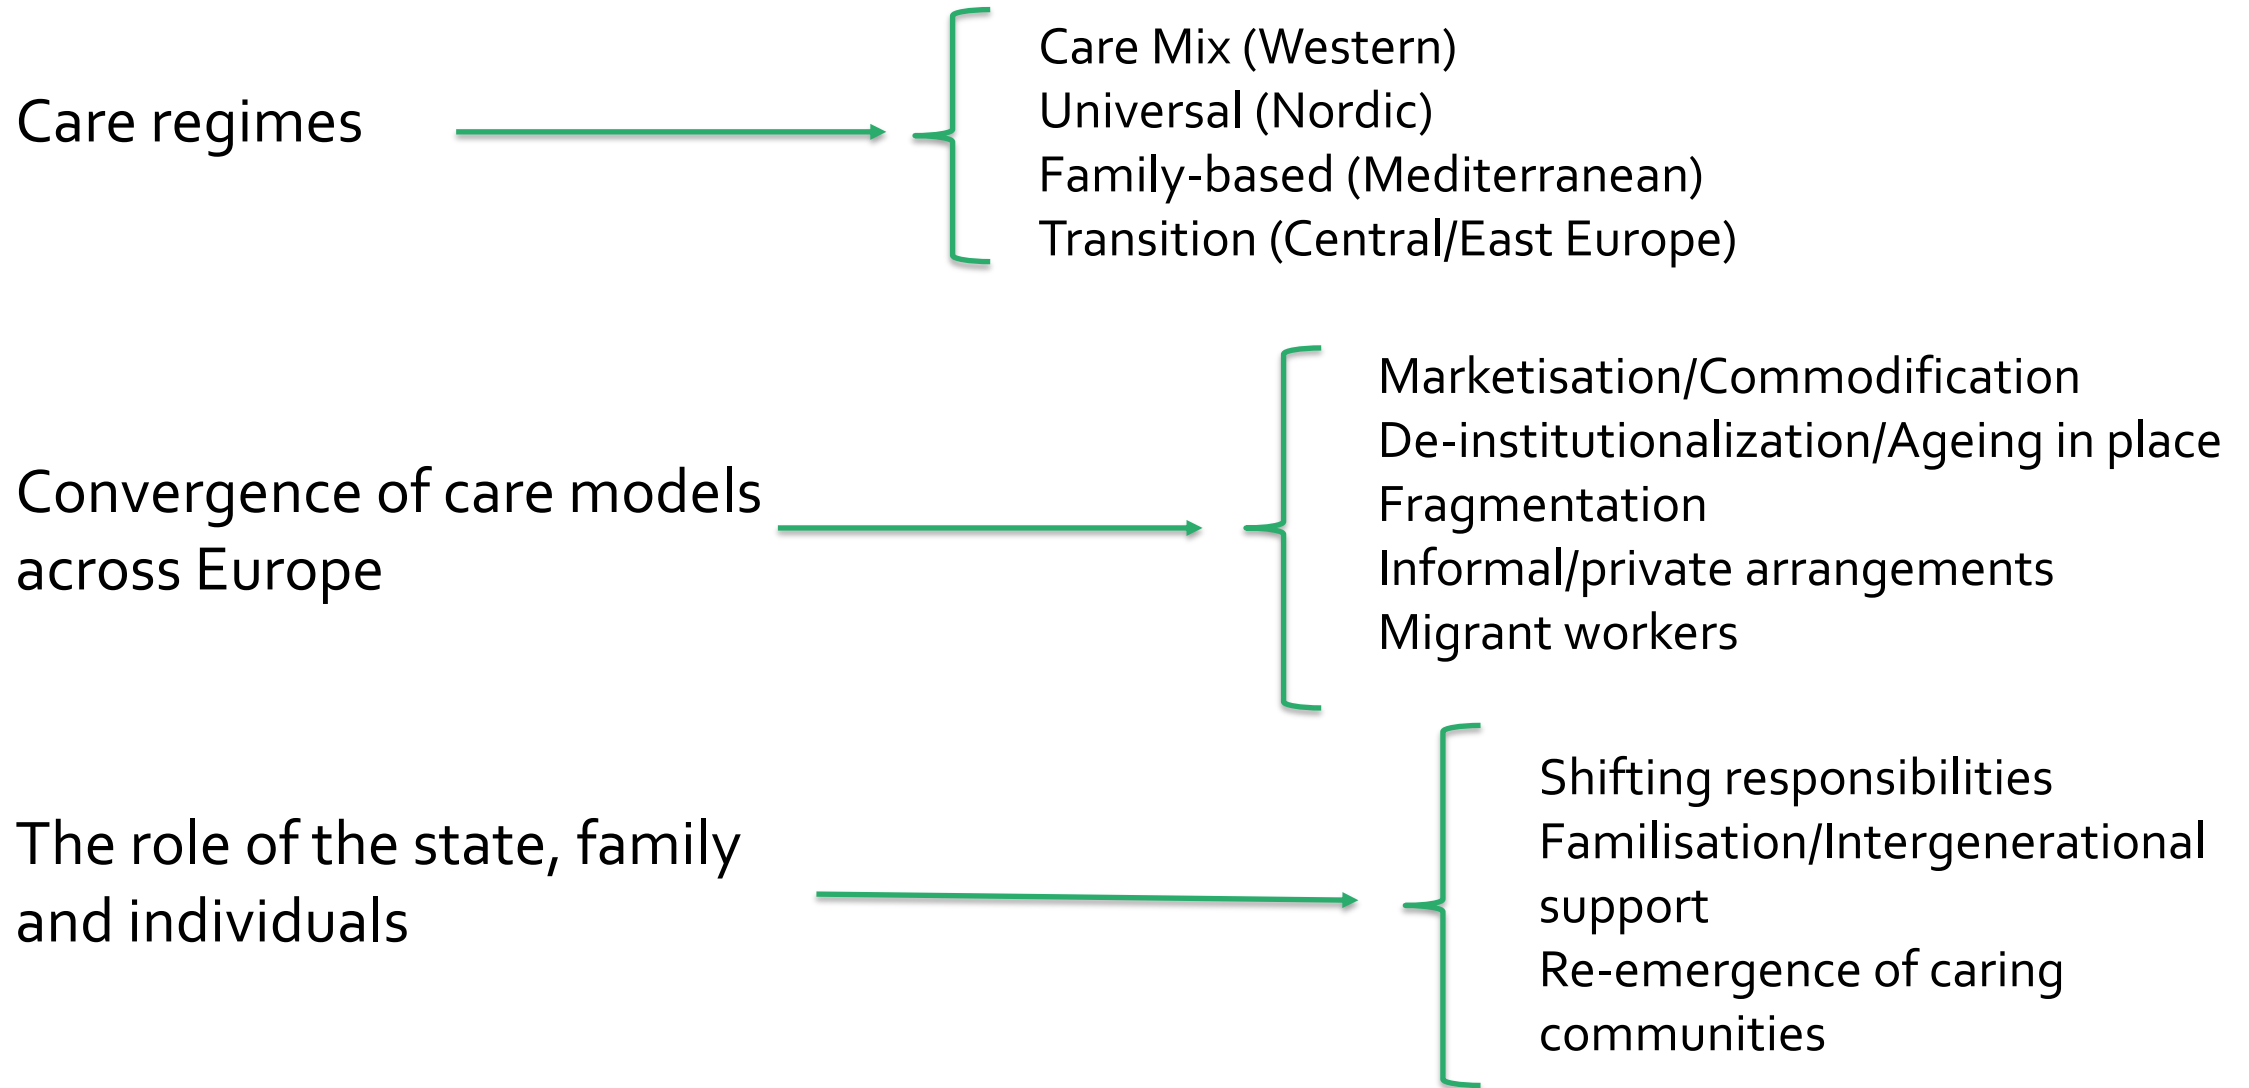 Care regimes
Care Mix (Western)
Universal (Nordic)
Family-based (Mediterranean)
Transition (Central/East Europe)
Convergence of care models
across Europe
Marketisation/Commodification
De-institutionalization/Ageing in place
Fragmentation
Informal/private arrangements
Migrant workers
The role of the state, family
and individuals
Shifting responsibilities
Familisation/Intergenerational
support
Re-emergence of caring
communities